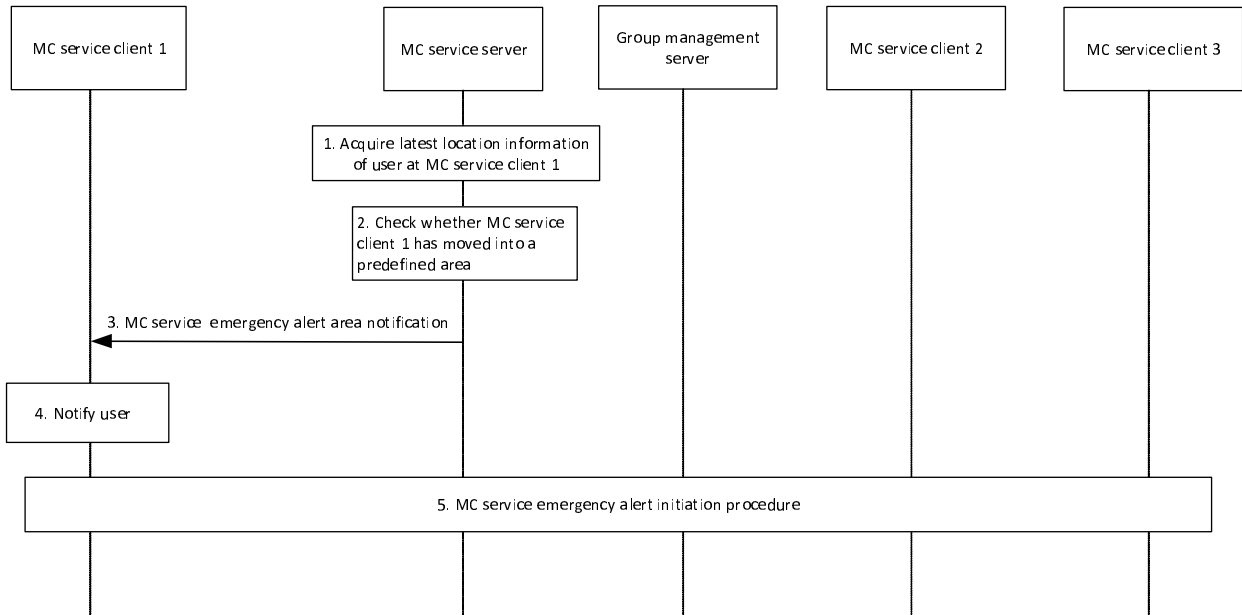 MC service client 1
MC service server
Group management
server
MC service client 2
MC service client 3
1. Acquire latest location information
of user at MC service client 1
2. Check whether MC service
client 1 has moved into a
predefined area
3. MC service emergency alert area notification
4. Notify user
5. MC service emergency alert initiation procedure